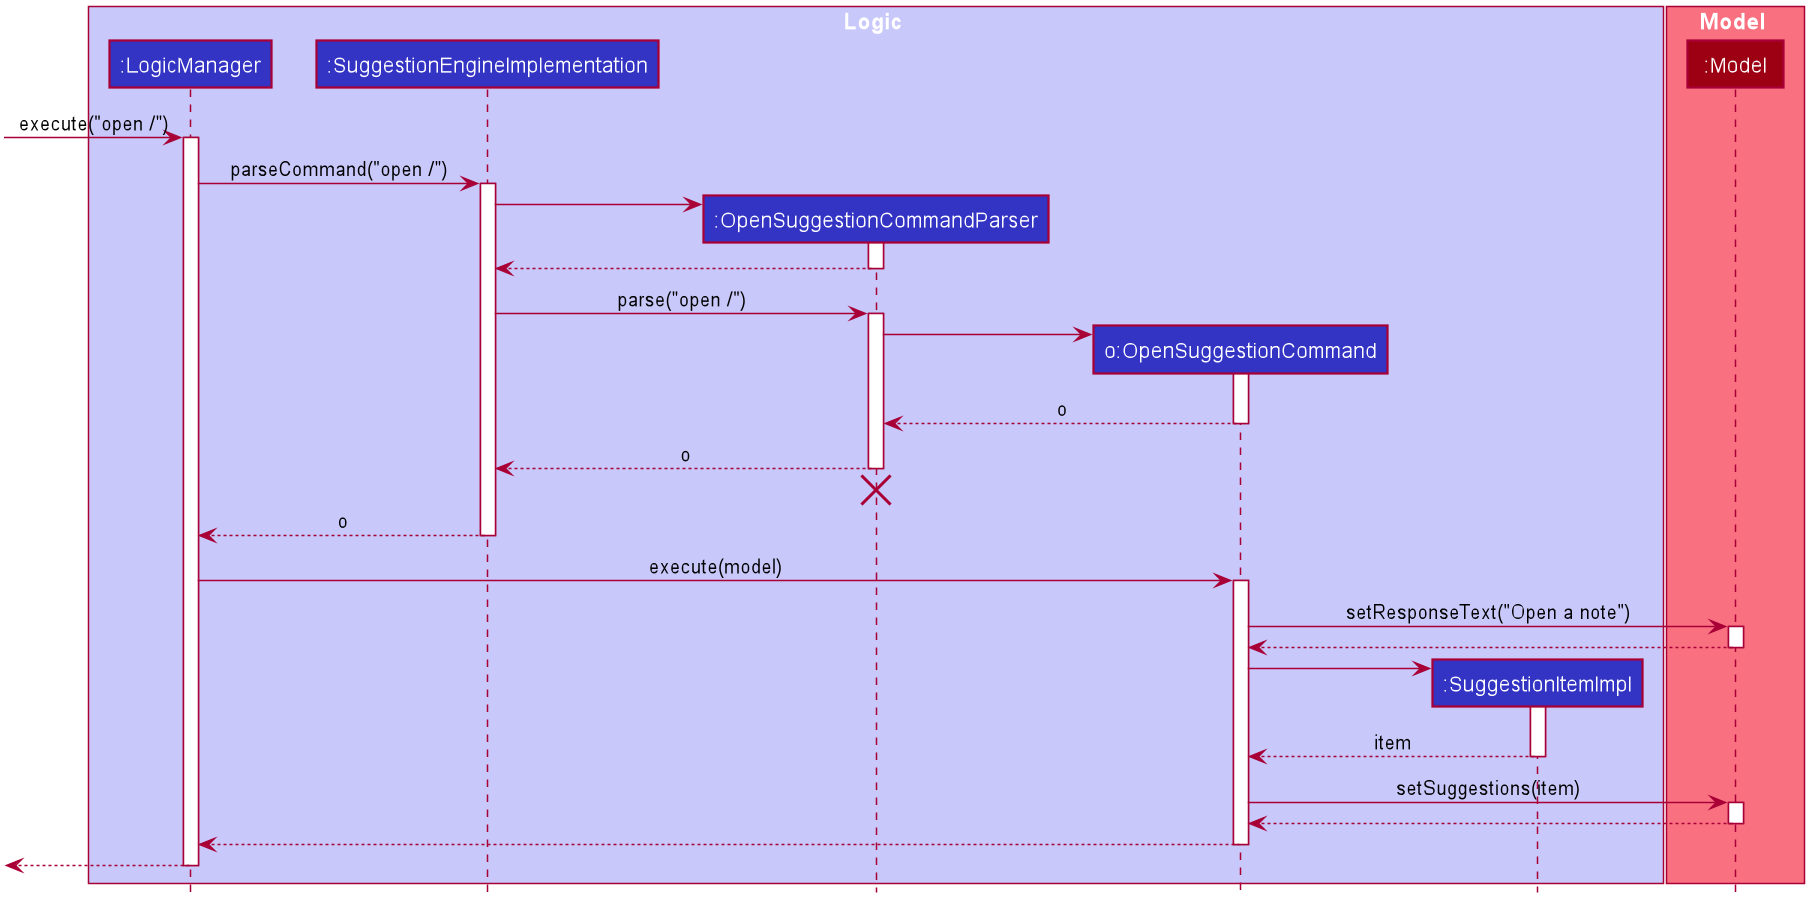 Logic
Model
:LogicManager
:SuggestionEngineImplementation
:Model
execute("open /")
parseCommand("open /")
:OpenSuggestionCommandParser
parse("open /")
o:OpenSuggestionCommand
o
o
o
execute(model)
setResponseText("Open a note")
:SuggestionItemImpl
item
setSuggestions(item)